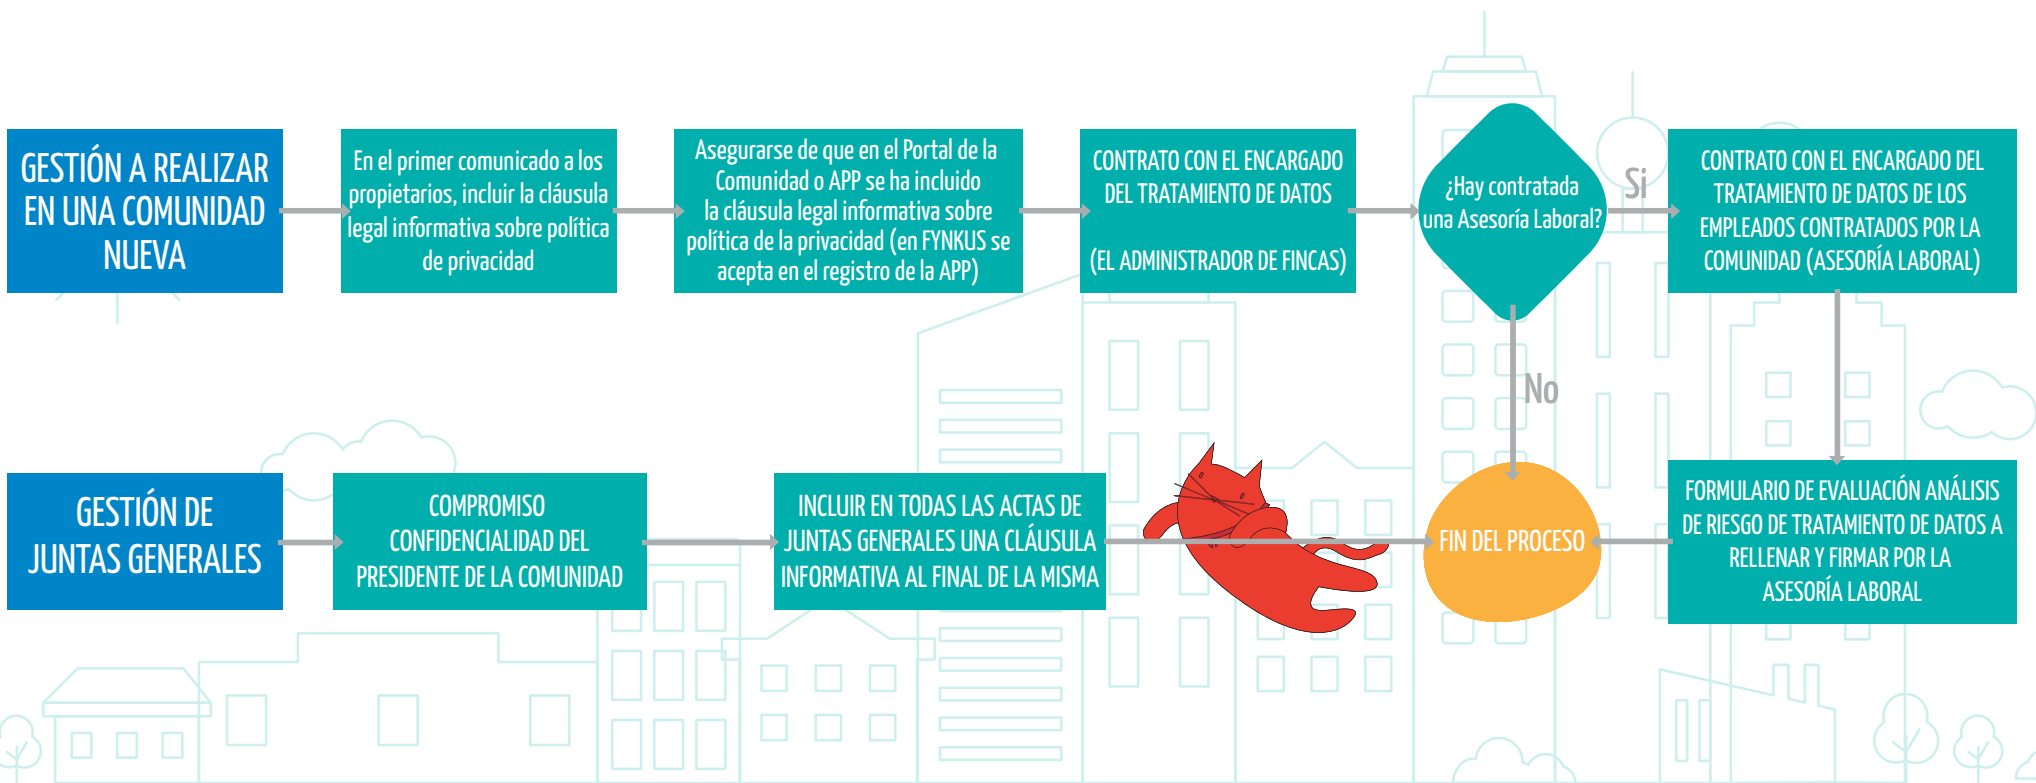 GESTIÓN A REALIZAR
EN UNA COMUNIDAD
NUEVA
En el primer comunicado a los
propietarios, incluir la cláusula
legal informativa sobre política
de privacidad
Asegurarse de que en el Portal de la
Comunidad o APP se ha incluido
la cláusula legal informativa sobre
política de la privacidad (en FYNKUS se
acepta en el registro de la APP)
CONTRATO CON EL ENCARGADO
DEL TRATAMIENTO DE DATOS
(EL ADMINISTRADOR DE FINCAS)
¿Hay contratada
una Asesoría Laboral?
Si
CONTRATO CON EL ENCARGADO DEL
TRATAMIENTO DE DATOS DE LOS
EMPLEADOS CONTRATADOS POR LA
COMUNIDAD (ASESORÍA LABORAL)
No
GESTIÓN DE
JUNTAS GENERALES
COMPROMISO
CONFIDENCIALIDAD DEL
PRESIDENTE DE LA COMUNIDAD
INCLUIR EN TODAS LAS ACTAS DE
JUNTAS GENERALES UNA CLÁUSULA
INFORMATIVA AL FINAL DE LA MISMA
FIN DEL PROCESO
FORMULARIO DE EVALUACIÓN ANÁLISIS
DE RIESGO DE TRATAMIENTO DE DATOS A
RELLENAR Y FIRMAR POR LA
ASESORÍA LABORAL